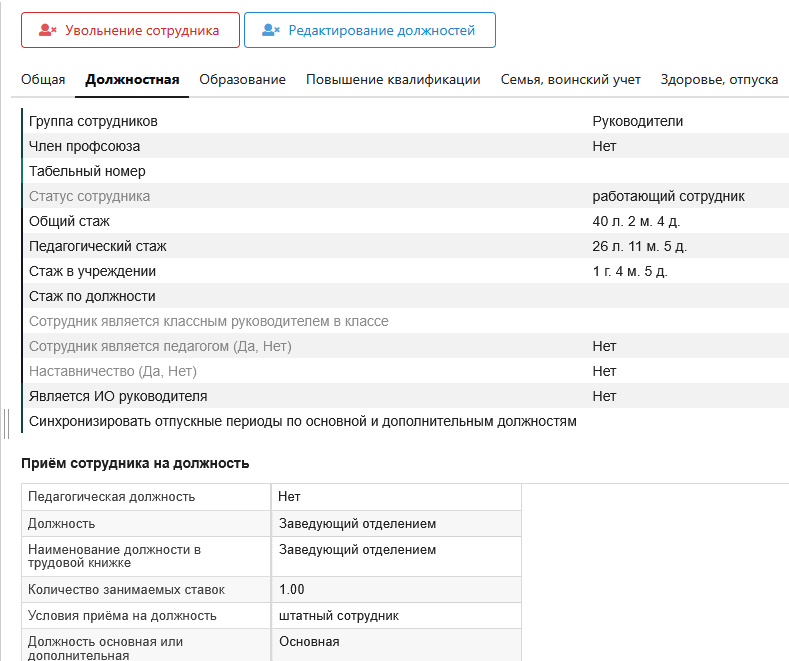 Увольнение сотрудника Редактирование должностей
Общая Должностная Образование Повышение квалификации Семья, воинский учет Здоровье, отпуска
Группа сотрудников Руководители
Член профсоюза Нет
Табельный номер
Статус сотрудника работающий сотрудник
Общий стаж 40 л. 2 м. 4 д.
Педагогический стаж 26 л. 11 м. 5 д.
Стаж в учреждении 1 г. 4 м. 5 д.
Стаж по должности
Сотрудник является классным руководителем в классе
Сотрудник является педагогом (Да, Нет) Нет
Наставничество (Да, Нет) Нет
Является ИО руководителя Нет
Синхронизировать отпускные периоды по основной и дополнительным должностям
Приём сотрудника на должность
Педагогическая должность Нет
Должность Заведующий отделением
Наименование должности в Заведующий отделением
трудовой книжке
Количество занимаемых ставок 1.00
Условия приёма на должность штатный сотрудник
Должность основная или Основная
дополнительная